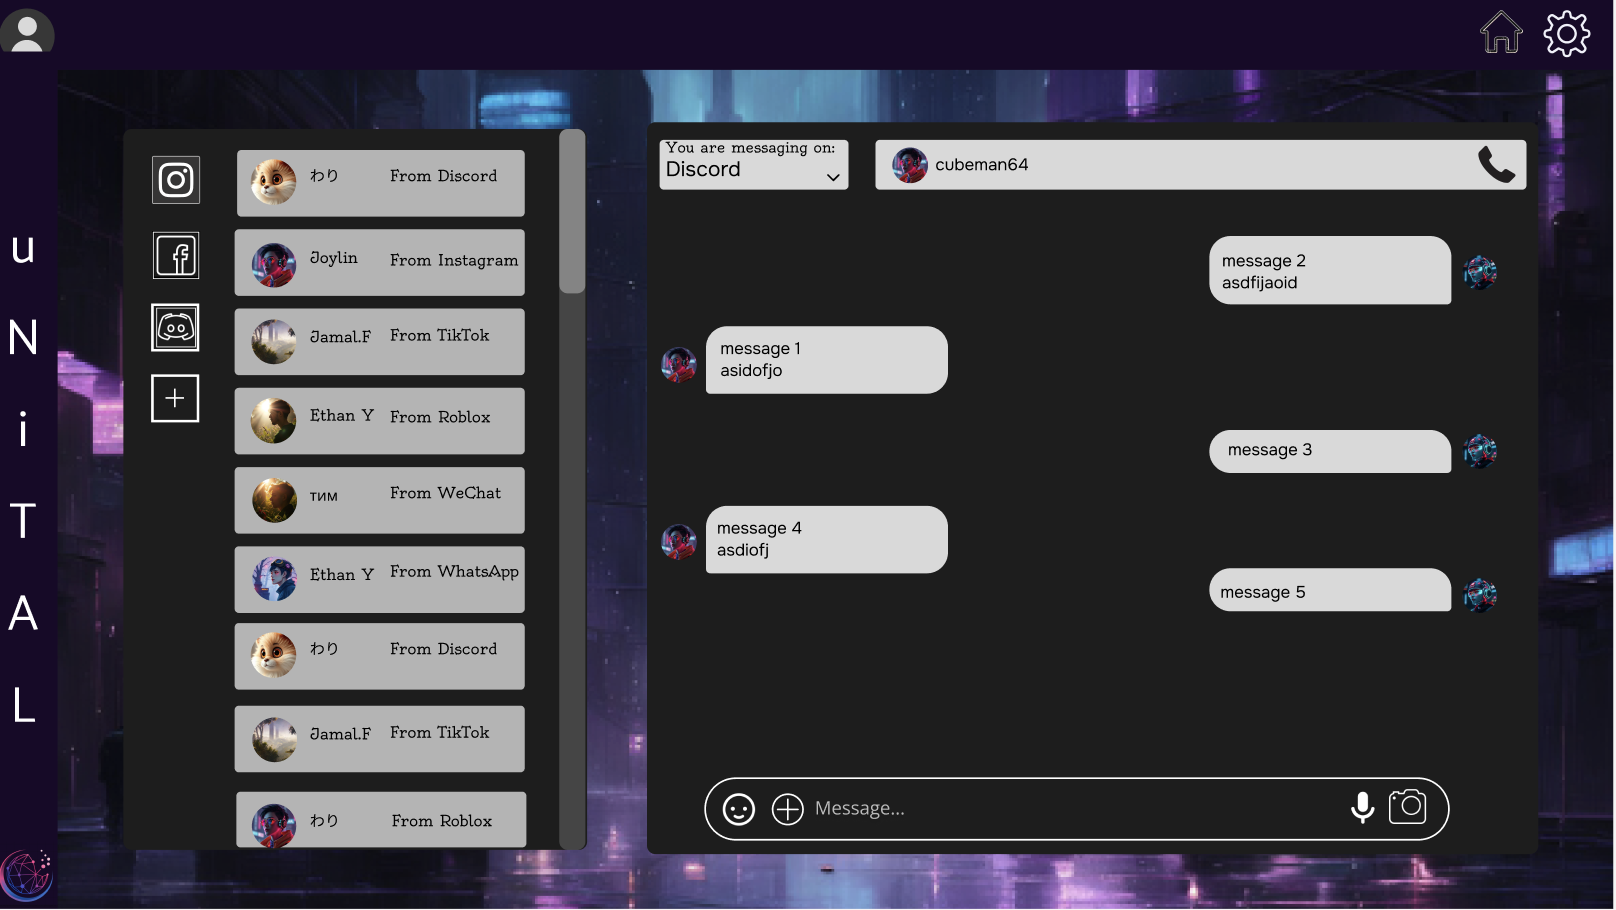 u
N
i
T
A
L
わり From Discord
Joylin From Instagram
Jamal.F From TikTok
Ethan Y From Roblox
тим From WeChat
Ethan Y From WhatsApp
わり From Discord
Jamal.F From TikTok
わり From Roblox
You are messaging on:
Discord
cubeman64
message 2
asdfijaoid
message 1
asidofjo
message 3
message 4
asdiofj
message 5
Message...